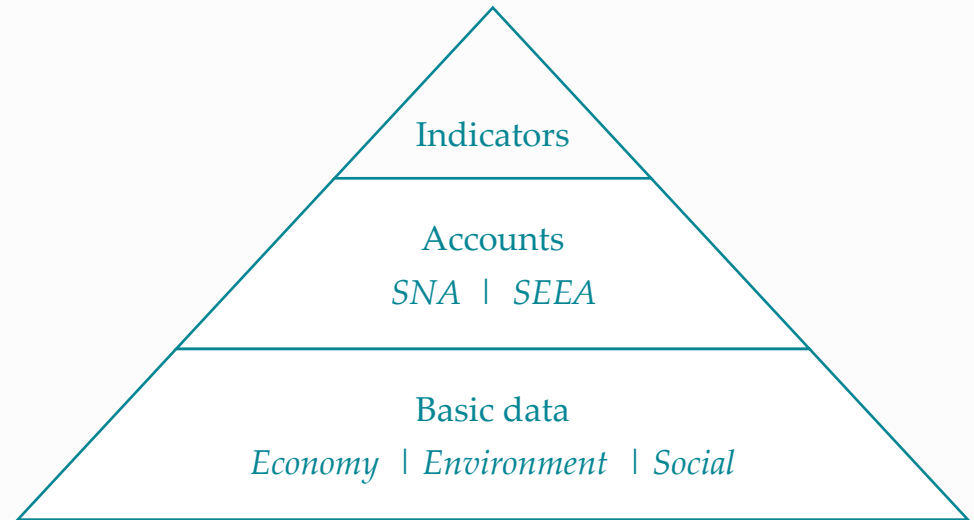 Indicators
Accounts
SNA | SEEA
Basic data
Economy | Environment | Social